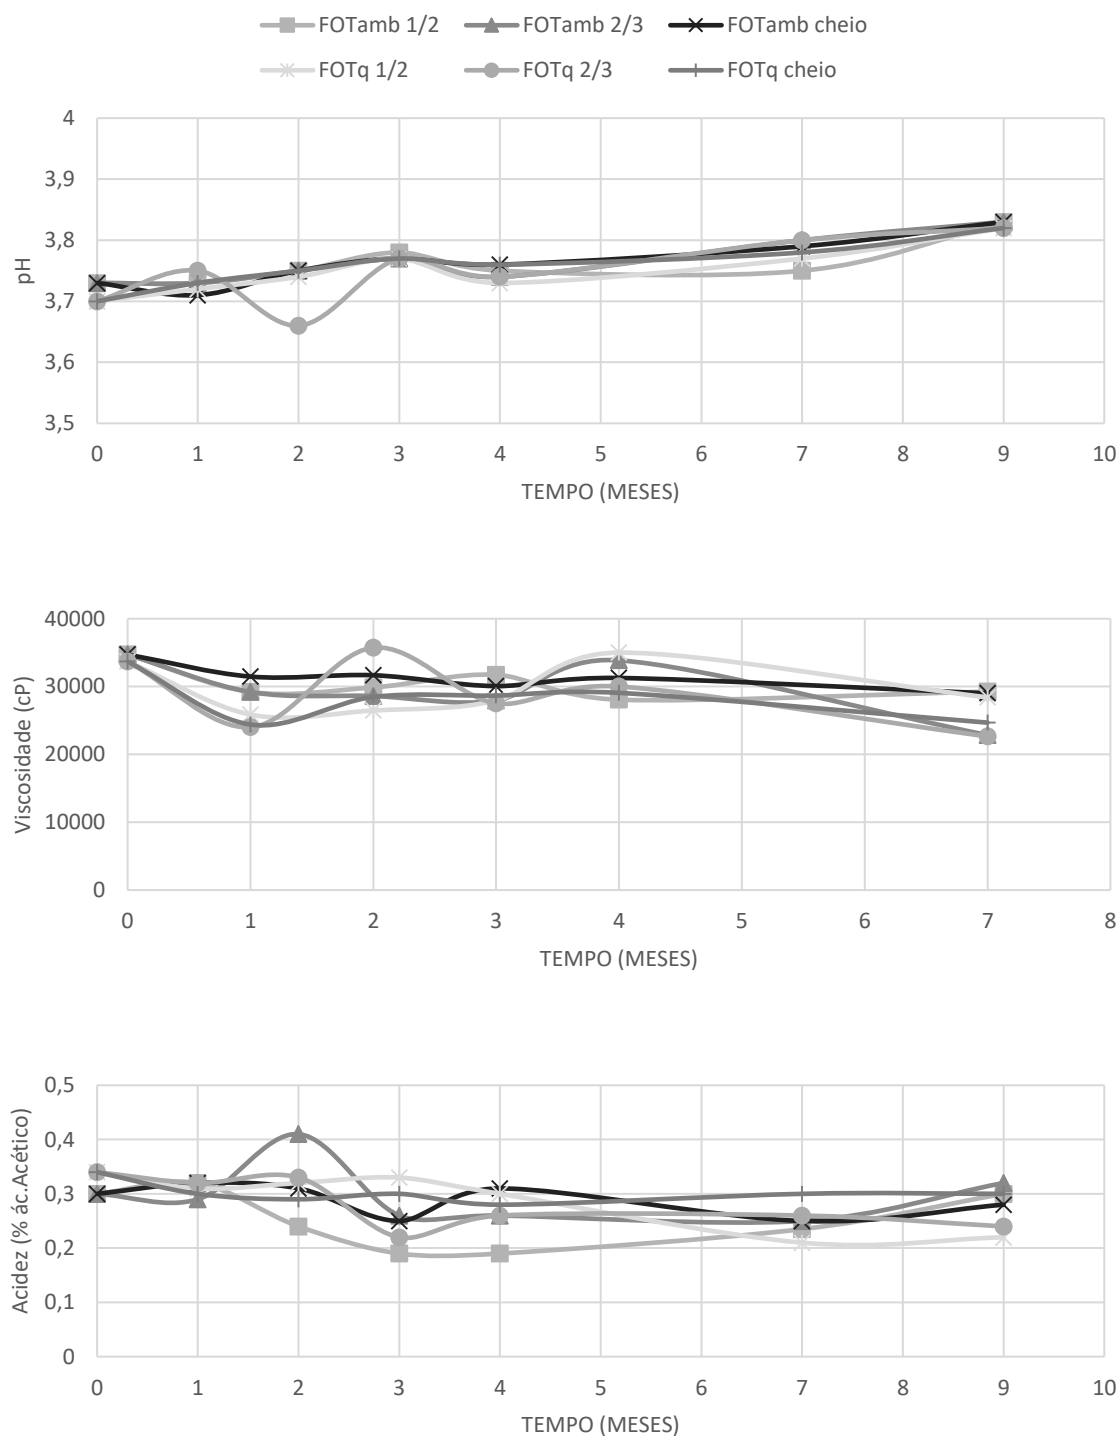 FOTamb 1/2 FOTamb 2/3 FOTamb cheio
FOTq 1/2 FOTq 2/3 FOTq cheio
4
3,9
3,8
3,7
3,6
3,5
pH
0 1 2 3 4 5 6 7 8 9 10
TEMPO (MESES)
40000
30000
20000
10000
0
Viscosidade (cP)
0 1 2 3 4 5 6 7 8
TEMPO (MESES)
0,5
0,4
0,3
0,2
0,1
0
Acidez (% ác.Acético)
0 1 2 3 4 5 6 7 8 9 10
TEMPO (MESES)